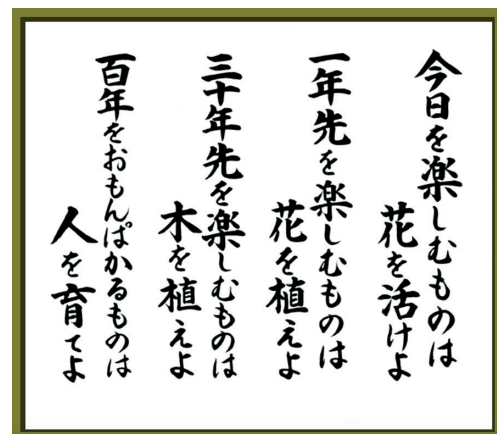 今日を楽しむものは
花を活けよ
一年先を楽しむものは
花を植えよ
三十年先を楽しむものは
木を植えよ
百年をおもんぱかるものは
人を育てよ